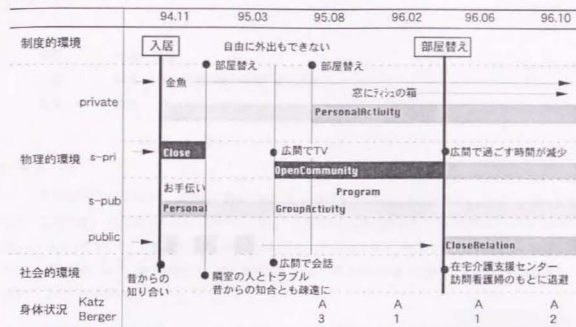 94.11 95.03 95.08 96.02 96.06 96.10
制度的環境 入居 自由に外出もできない 部屋替え
部屋替え 部屋替え
金魚
窓にティシュの箱
private
PersonalActivity
物理的環境 s-pri Close 広間でTV 広間で過ごす時間が減少
OpenCommunity
お手伝い Program
s-pub
Personal GroupActivity
public CloseRelation
社会的環境 広間で会話
昔からの 隣室の人とトラブル 在宅介護支援センター
知り合い 昔からの知合とも疎遠に 訪問看護婦のもとに退避
身体状況 Katz A A A A
Berger 3 1 1 2